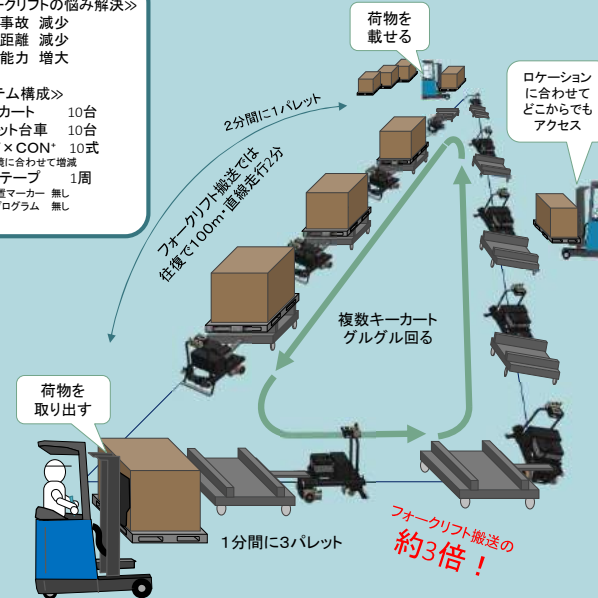 ークリフトの悩み解決≫
事故 減少
距離 減少
能力 増大
テム構成≫
カート 10台
ット台車 10台
×CON⁺ 10式
境に合わせて増減
テープ 1周
置マーカー 無し
ログラム 無し
荷物を
載せる
ロケーション
に合わせて
どこからでも
アクセス
2分間に1パレット
フォークリフト搬送では
往復で100m・直線走行2分
複数キーカート
グルグル回る
荷物を
取り出す
1分間に3パレット
フォークリフト搬送の
約3倍！